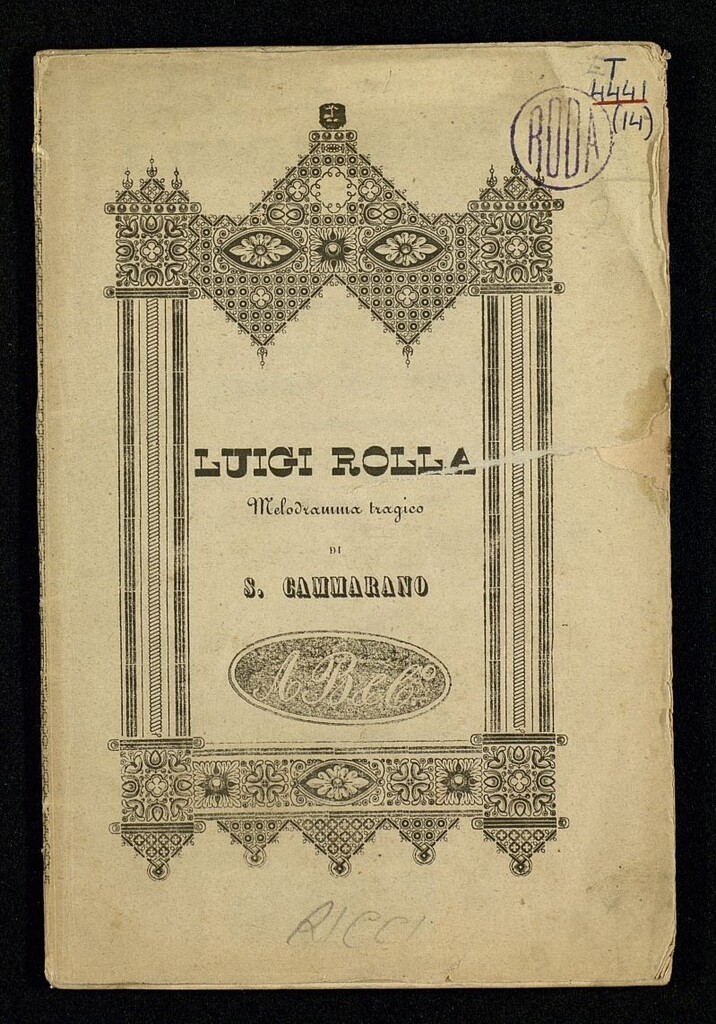 T
4441
(14)
RODA
LUIGI ROLLA
Melodramma tragico
DI
S. CAMMARANO
A B e C.º
RICCI